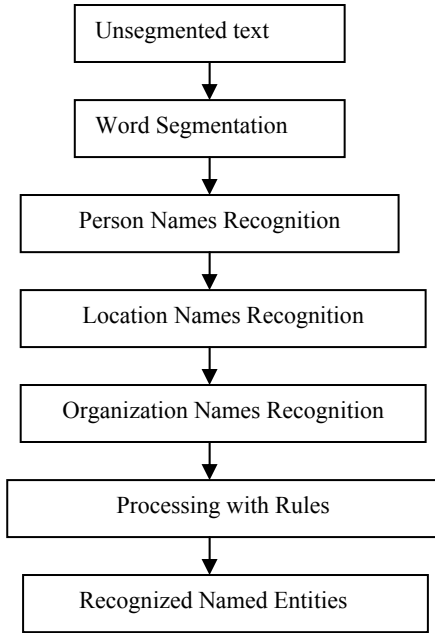 Unsegmented text
Word Segmentation
Person Names Recognition
Location Names Recognition
Organization Names Recognition
Processing with Rules
Recognized Named Entities